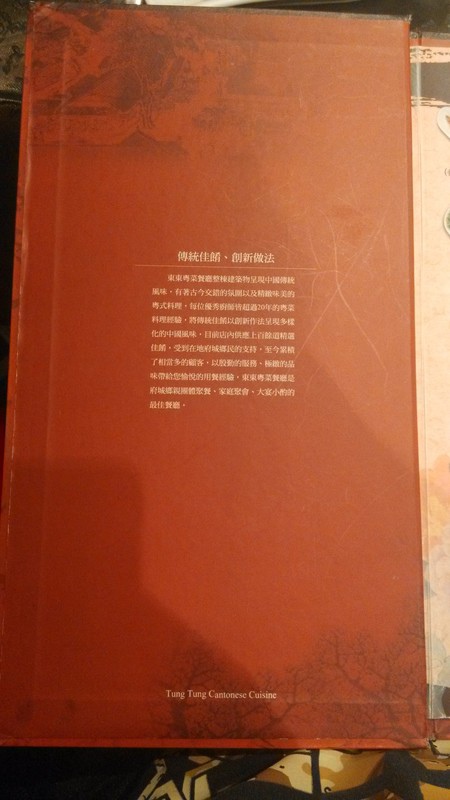 傳統佳餚、創新做法
東東粵菜餐廳整棟建築物呈現中國傳統
風味，有著古今交錯的氛圍以及精緻味美的
粵式料理。每位優秀廚師皆超過20年的粵菜
料理經驗。將傳統佳餚以創新作法呈現多樣
化的中國風味，目前店內供應上百餘道精選
佳餚，受到在地府城鄉民的支持，至今累積
了相當多的顧客，以殷勤的服務、極緻的品
味帶給您愉悅的用餐經驗，東東粵菜餐廳是
府城鄉親團體聚餐，家庭聚會、大宴小酌的
最佳餐廳。
Tung Tung Cantonese Cuisine